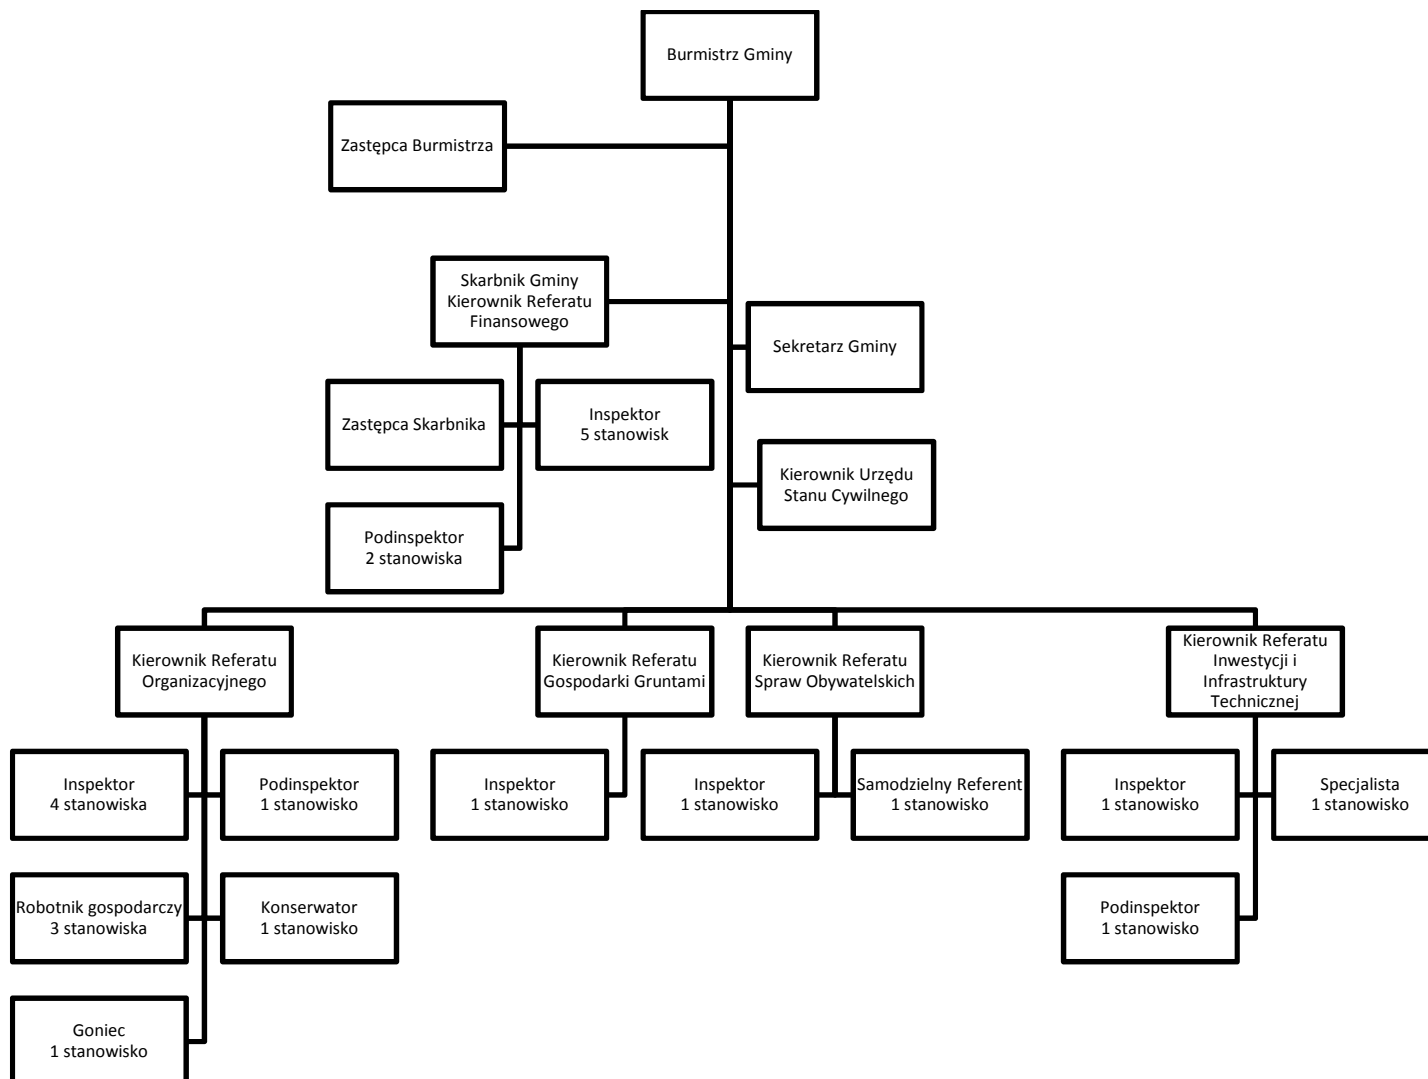 Burmistrz Gminy
Zastępca Burmistrza
Skarbnik Gminy
Kierownik Referatu
Finansowego
Sekretarz Gminy
Zastępca Skarbnika
Inspektor
5 stanowisk
Kierownik Urzędu
Stanu Cywilnego
Podinspektor
2 stanowiska
Kierownik Referatu
Organizacyjnego
Kierownik Referatu
Gospodarki Gruntami
Kierownik Referatu
Spraw Obywatelskich
Kierownik Referatu
Inwestycji i
Infrastruktury
Technicznej
Inspektor
4 stanowiska
Podinspektor
1 stanowisko
Inspektor
1 stanowisko
Inspektor
1 stanowisko
Samodzielny Referent
1 stanowisko
Inspektor
1 stanowisko
Specjalista
1 stanowisko
Robotnik gospodarczy
3 stanowiska
Konserwator
1 stanowisko
Podinspektor
1 stanowisko
Goniec
1 stanowisko